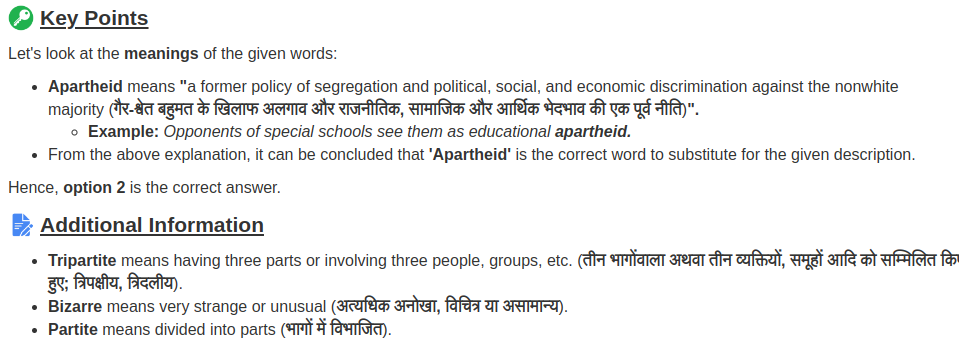 Key Points
Let's look at the meanings of the given words:
Apartheid means "a former policy of segregation and political, social, and economic discrimination against the nonwhite
majority (गैर-श्वेत बहुमत के खिलाफ अलगाव और राजनीतिक, सामाजिक और आर्थिक भेदभाव की एक पूर्व नीति)".
Example: Opponents of special schools see them as educational apartheid.
From the above explanation, it can be concluded that 'Apartheid' is the correct word to substitute for the given description.
Hence, option 2 is the correct answer.
Additional Information
Tripartite means having three parts or involving three people, groups, etc. (तीन भागोंवाला अथवा तीन व्यक्तियों, समूहों आदि को सम्मिलित
हुए; त्रिपक्षीय, त्रिदलीय).
Bizarre means very strange or unusual (अत्यधिक अनोखा, विचित्र या असामान्य).
Partite means divided into parts (भागों में विभाजित).